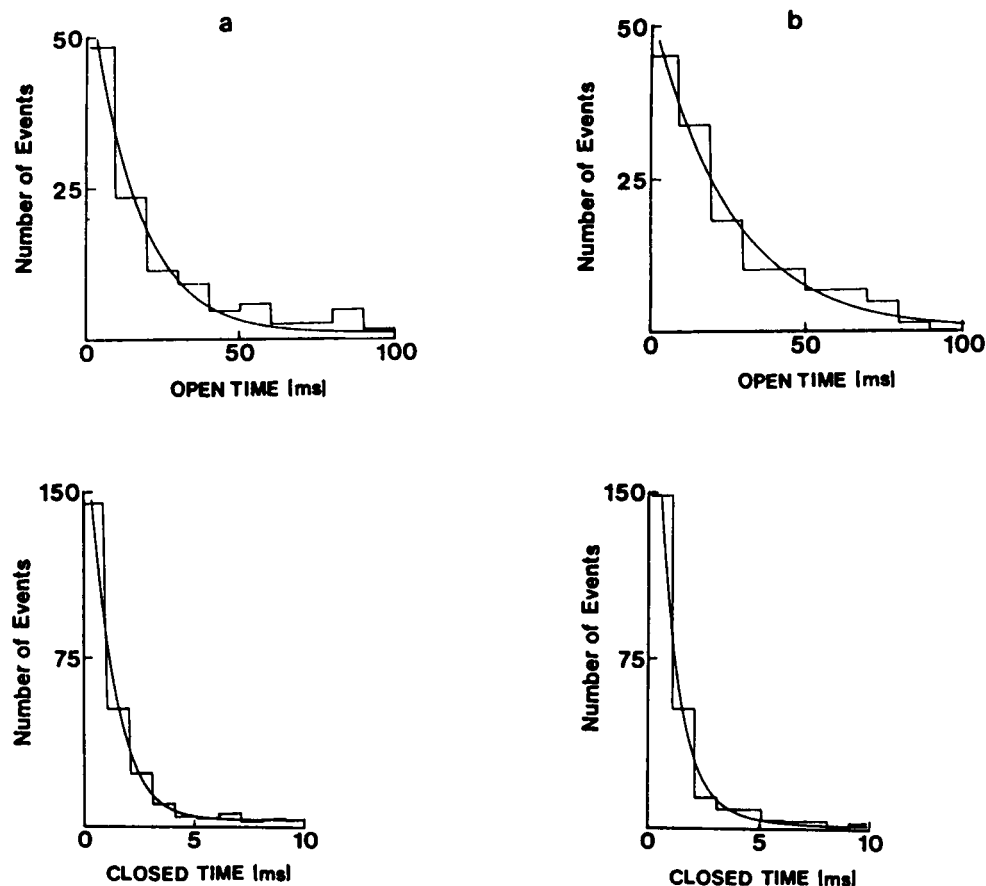 a
50
25
Number of Events
0 50 100
OPEN TIME [ms]
b
50
25
Number of Events
0 50 100
OPEN TIME [ms]
150
75
Number of Events
0 5 10
CLOSED TIME [ms]
150
75
Number of Events
0 5 10
CLOSED TIME [ms]